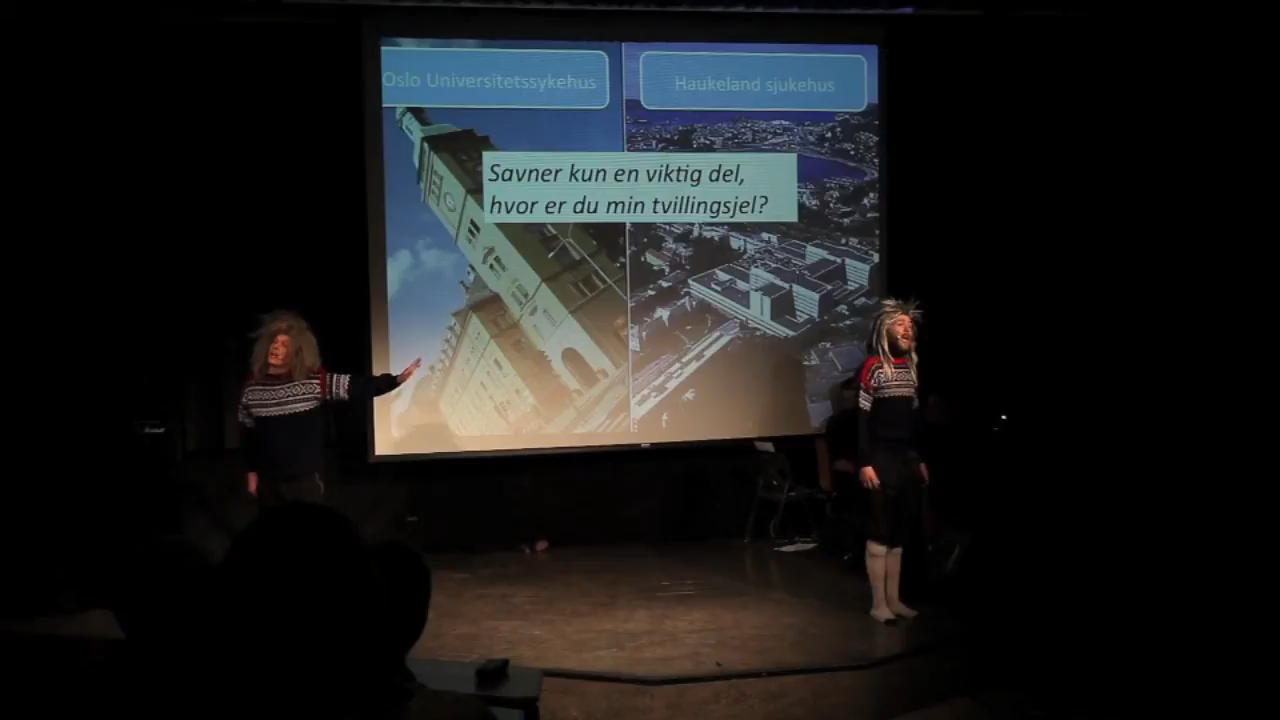 Oslo Universitetssykehus
Haukeland sjukehus
Savner kun en viktig del,
hvor er du min tvillingsjel?